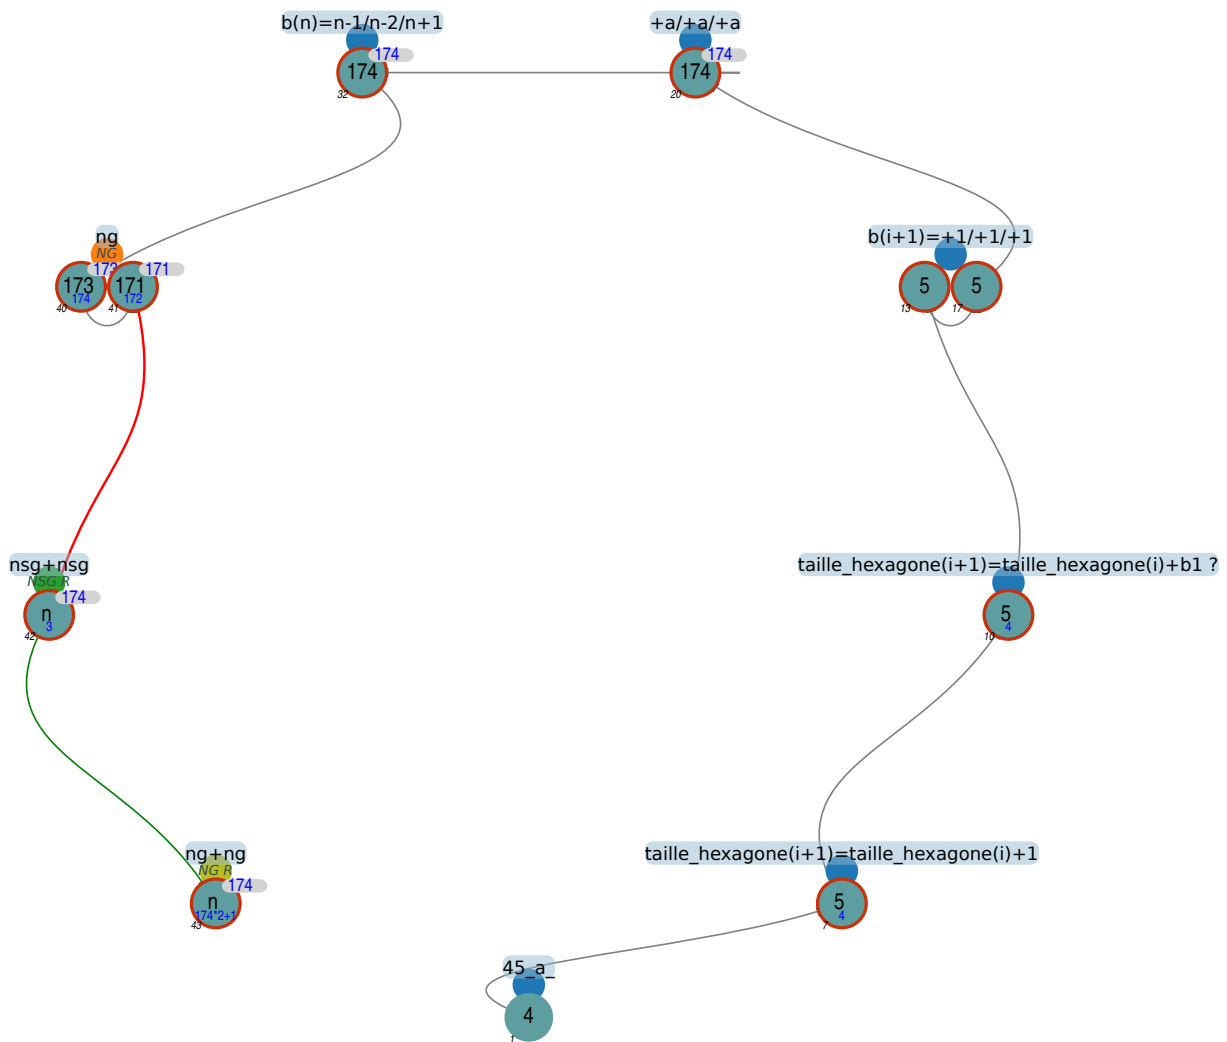 b(n)=n-1/n-2/n+1
174
174
32
+a/+a/+a
174
174
20
ng
NG
173
173
174
40
171
171
172
41
b(i+1)=+1/+1/+1
5
13
5
17
nsg+nsg
NSG R
174
n
3
42
taille_hexagone(i+1)=taille_hexagone(i)+b1 ?
5
4
10
ng+ng
NG R
174
n
174*2+1
43
taille_hexagone(i+1)=taille_hexagone(i)+1
5
4
7
45_a_
4
1